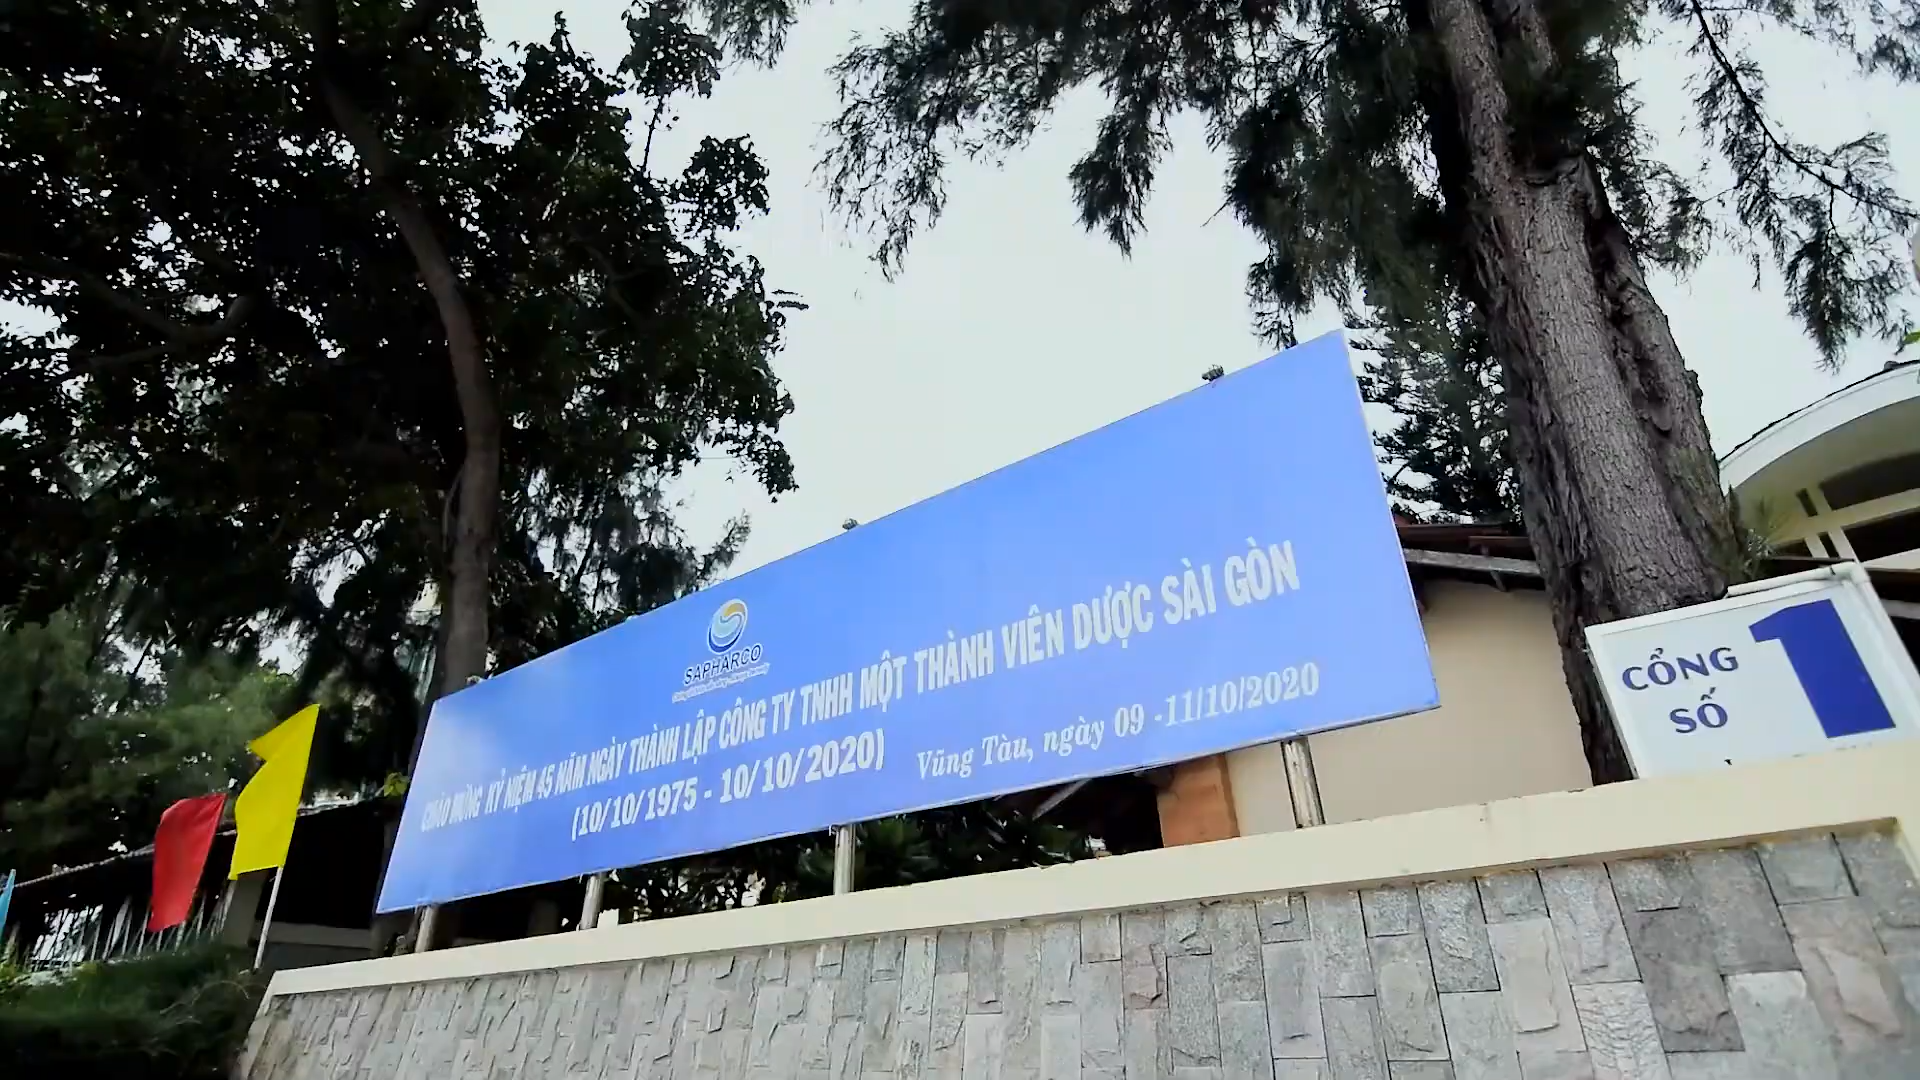 SAPHARCO
CHÀO MỪNG KỶ NIỆM 45 NĂM NGÀY THÀNH LẬP CÔNG TY TNHH MỘT THÀNH VIÊN DƯỢC SÀI GÒN
(10/10/1975 - 10/10/2020)
Vũng Tàu, ngày 09 -11/10/2020
CỔNG
SỐ
1